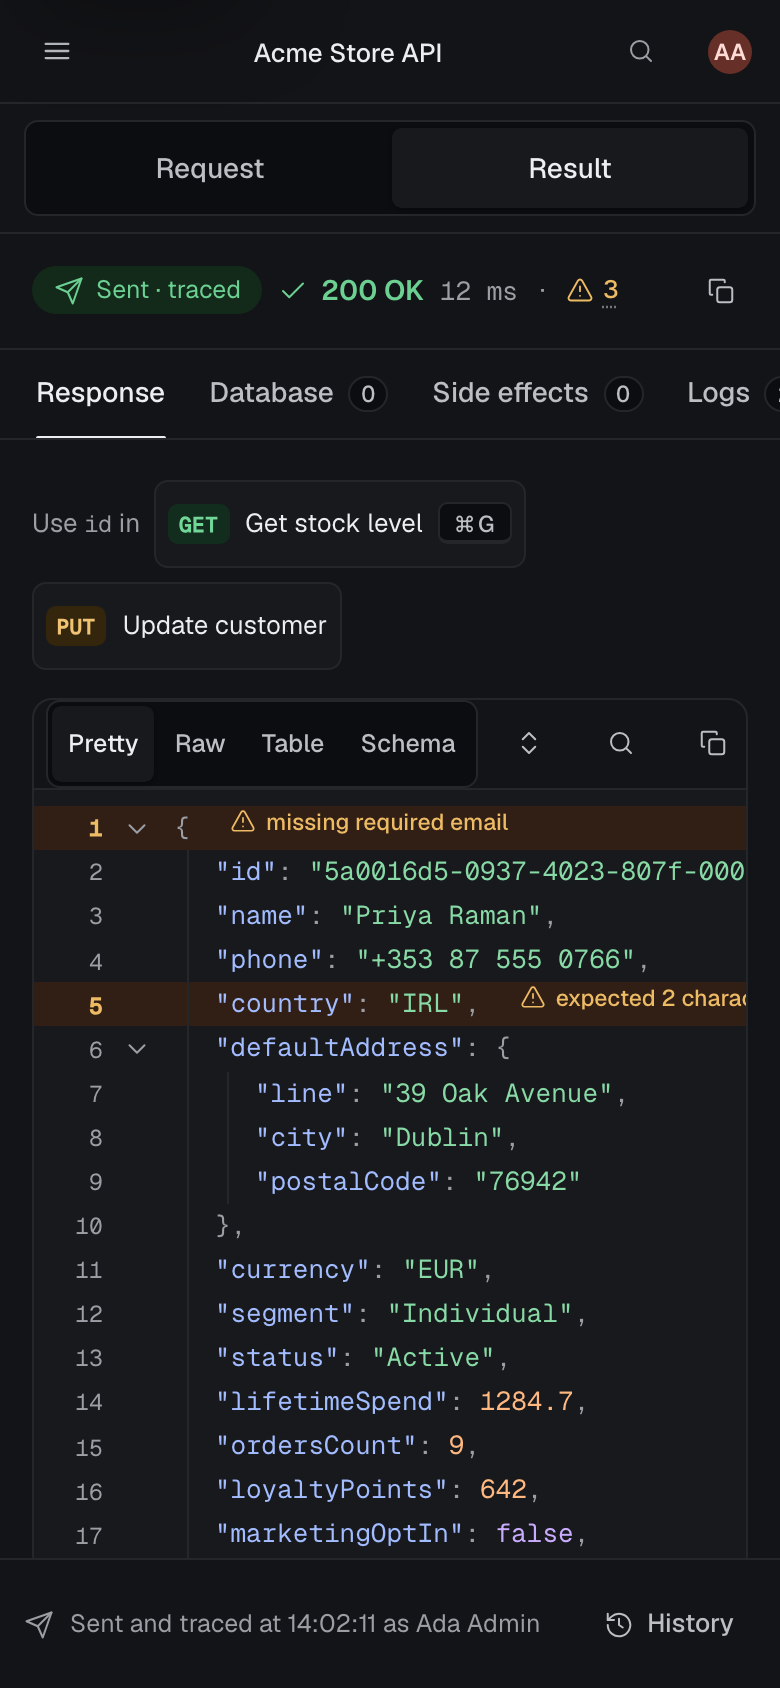 Acme Store API
AA
Request
Result
Sent · traced
200 OK 12 ms · 3
Response
Database 0
Side effects 0
Logs
Use id in
GET Get stock level ⌘G
PUT Update customer
Pretty
Raw
Table
Schema
1 { missing required email
2 "id": "5a0016d5-0937-4023-807f-000
3 "name": "Priya Raman",
4 "phone": "+353 87 555 0766",
5 "country": "IRL", expected 2 charac
6 "defaultAddress": {
7 "line": "39 Oak Avenue",
8 "city": "Dublin",
9 "postalCode": "76942"
10 },
11 "currency": "EUR",
12 "segment": "Individual",
13 "status": "Active",
14 "lifetimeSpend": 1284.7,
15 "ordersCount": 9,
16 "loyaltyPoints": 642,
17 "marketingOptIn": false,
Sent and traced at 14:02:11 as Ada Admin
History